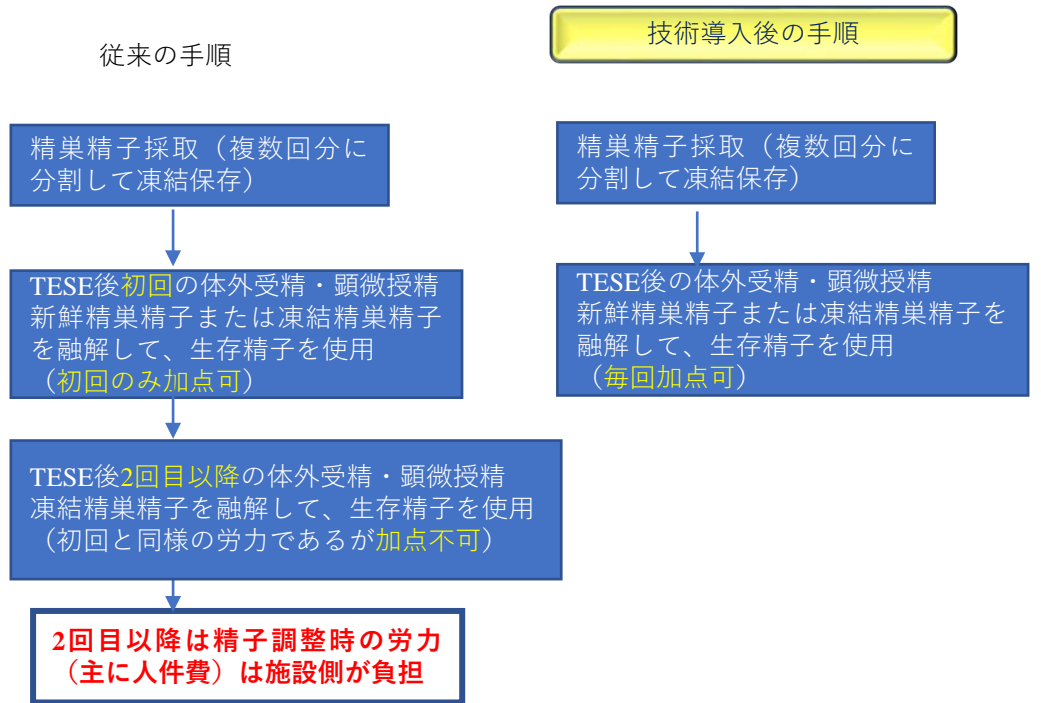 従来の手順
精巣精子採取（複数回分に
分割して凍結保存）
TESE後初回の体外受精・顕微授精
新鮮精巣精子または凍結精巣精子
を融解して、生存精子を使用
（初回のみ加点可）
TESE後2回目以降の体外受精・顕微授精
凍結精巣精子を融解して、生存精子を使用
（初回と同様の労力であるが加点不可）
2回目以降は精子調整時の労力
（主に人件費）は施設側が負担
技術導入後の手順
精巣精子採取（複数回分に
分割して凍結保存）
TESE後の体外受精・顕微授精
新鮮精巣精子または凍結精巣精子を
融解して、生存精子を使用
（毎回加点可）